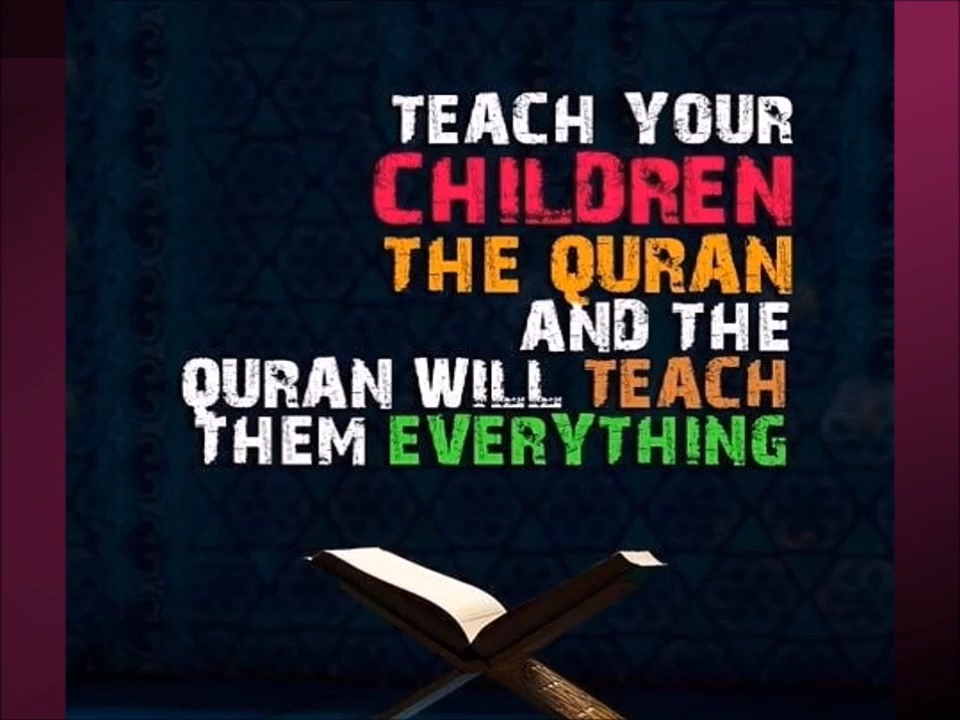 TEACH YOUR
CHILDREN
THE QURAN
AND THE
QURAN WILL TEACH
THEM EVERYTHING